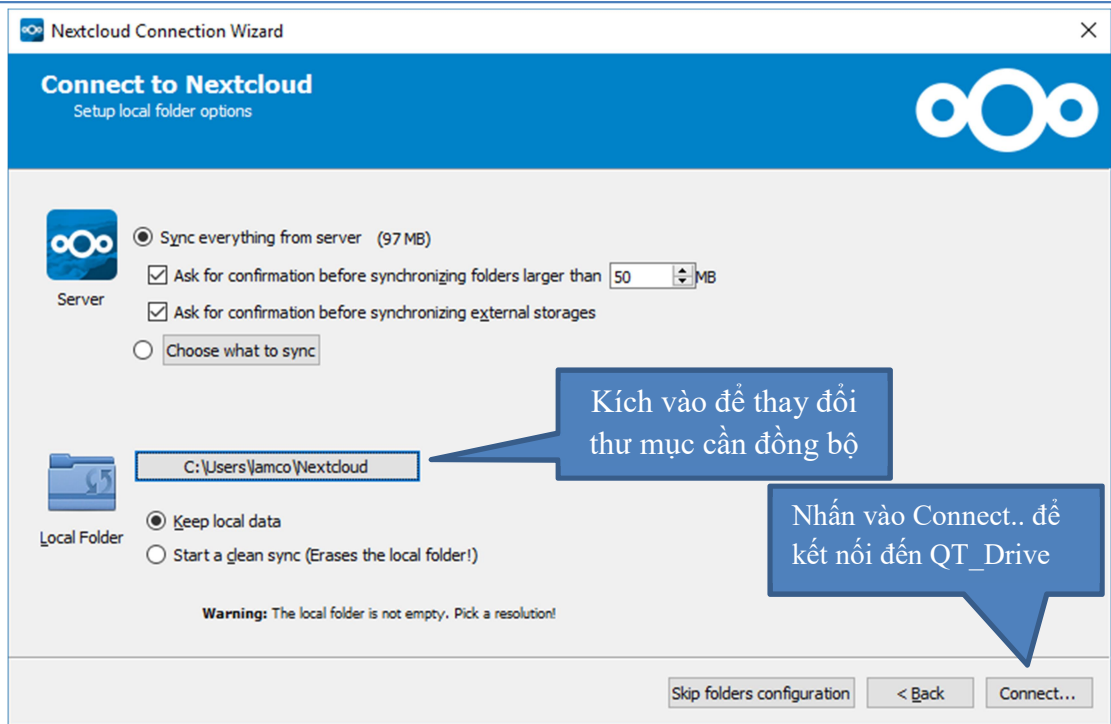 Nextcloud Connection Wizard
Connect to Nextcloud
Setup local folder options
Sync everything from server (97 MB)
Ask for confirmation before synchronizing folders larger than 50 MB
Server
Ask for confirmation before synchronizing external storages
Choose what to sync
Kích vào để thay đổi
thư mục cần đồng bộ
C:\Users\lamco\Nextcloud
Keep local data
Local Folder
Start a clean sync (Erases the local folder!)
Nhấn vào Connect.. để
kết nối đến QT_Drive
Warning: The local folder is not empty. Pick a resolution!
Skip folders configuration
< Back
Connect...